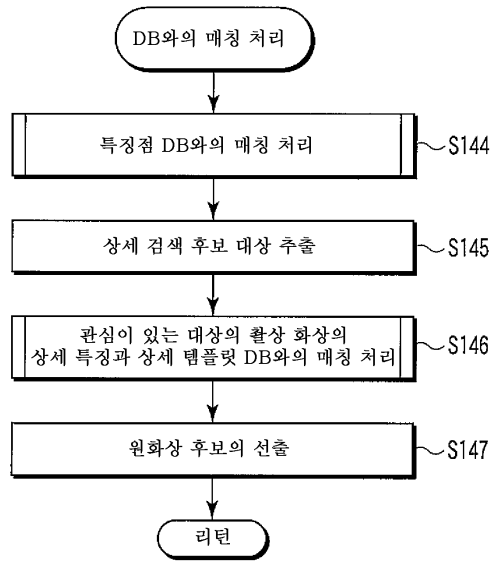 DB와의 매칭 처리
특징점 DB와의 매칭 처리
S144
상세 검색 후보 대상 추출
S145
관심이 있는 대상의 촬상 화상의
상세 특징과 상세 템플릿 DB와의 매칭 처리
S146
원화상 후보의 선출
S147
리턴